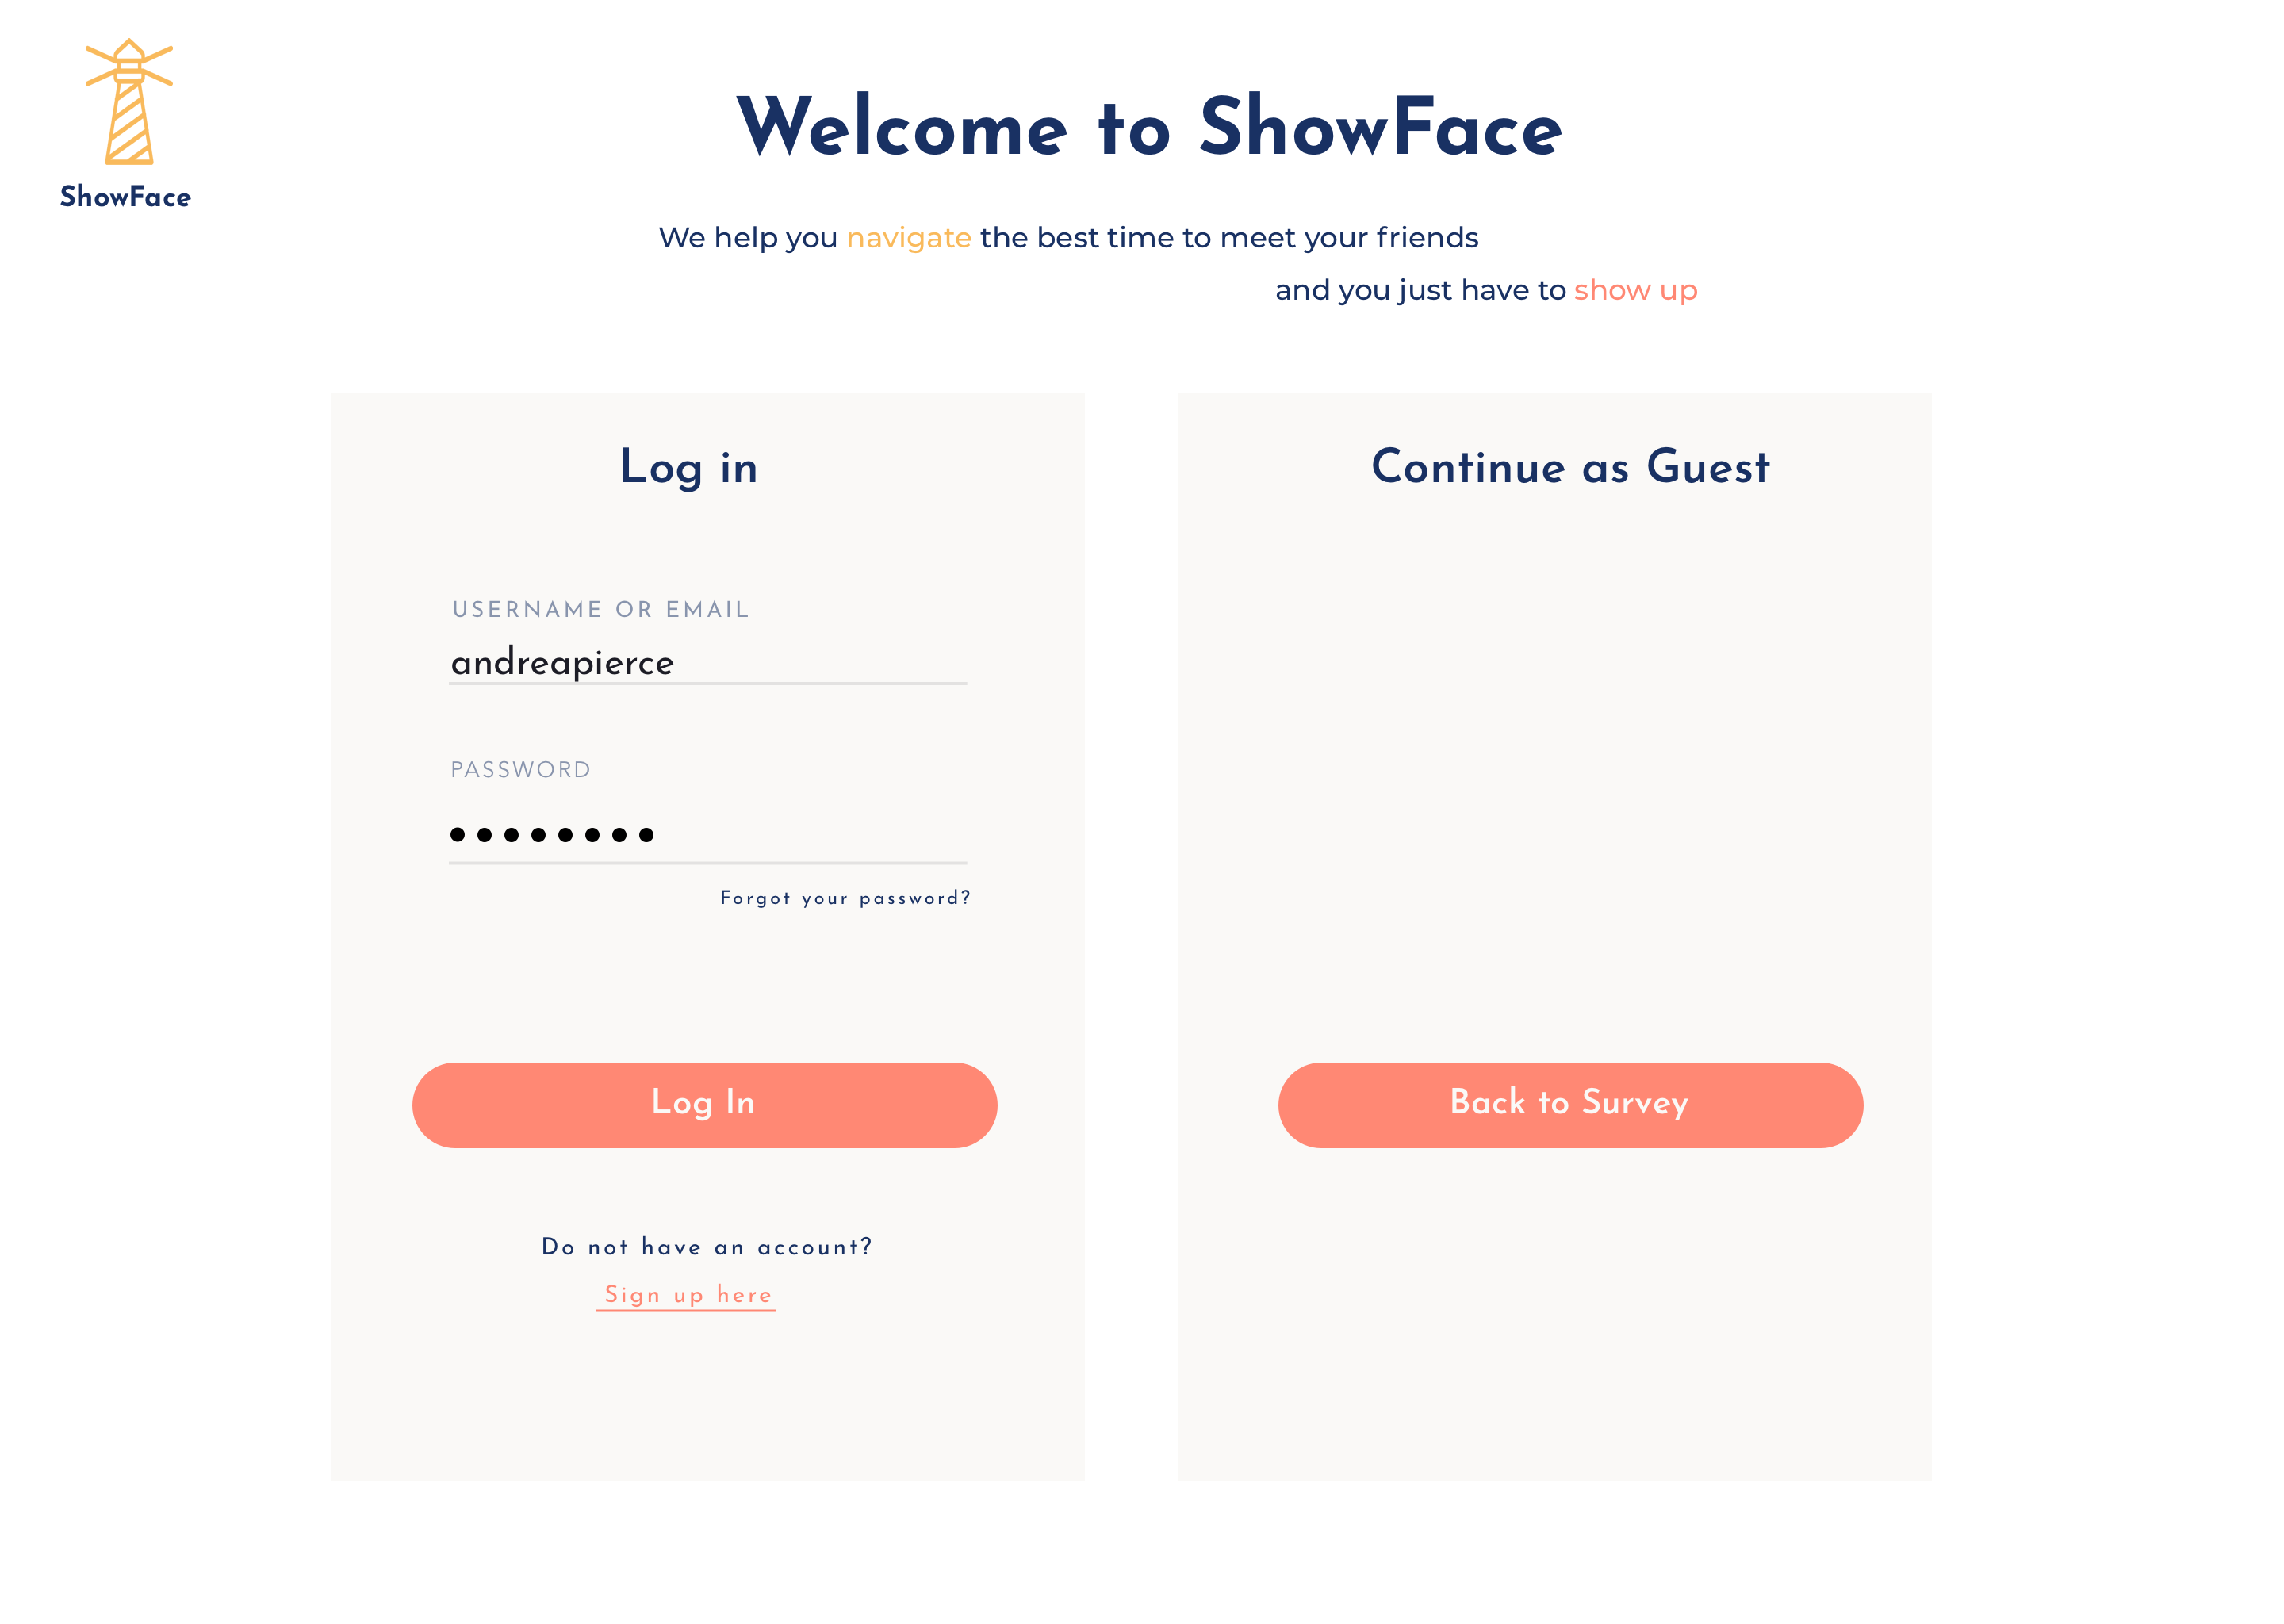 ShowFace
Welcome to ShowFace
We help you navigate the best time to meet your friends
and you just have to show up
Log in
USERNAME OR EMAIL
andreapierce
PASSWORD
••••••••
Forgot your password?
Log In
Do not have an account?
Sign up here
Continue as Guest
Back to Survey